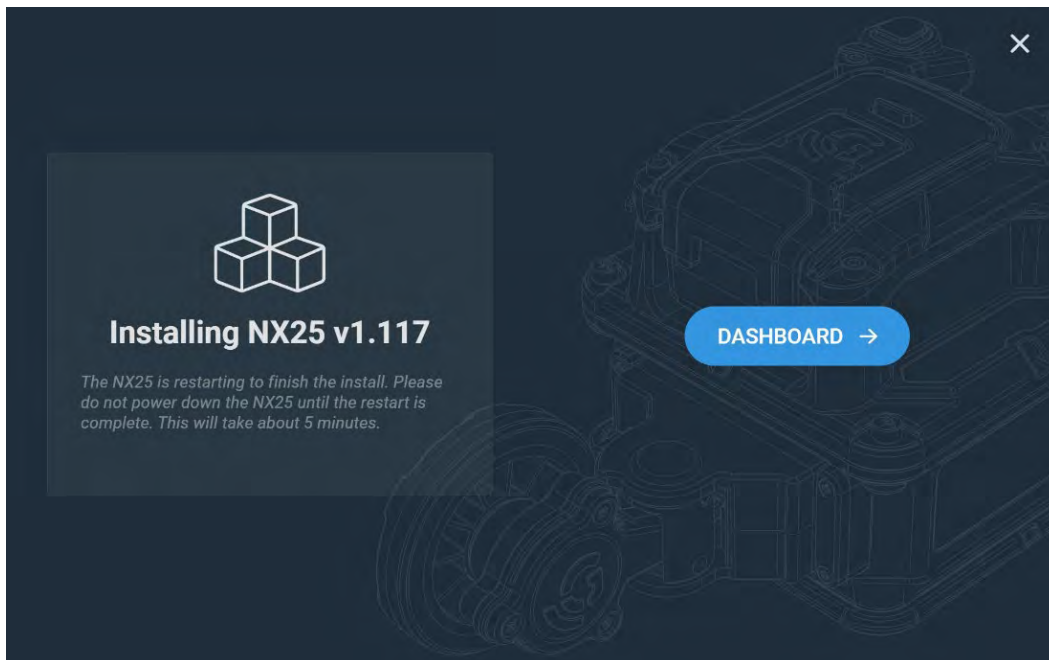 Installing NX25 v1.117
The NX25 is restarting to finish the install. Please
do not power down the NX25 until the restart is
complete. This will take about 5 minutes.
DASHBOARD →